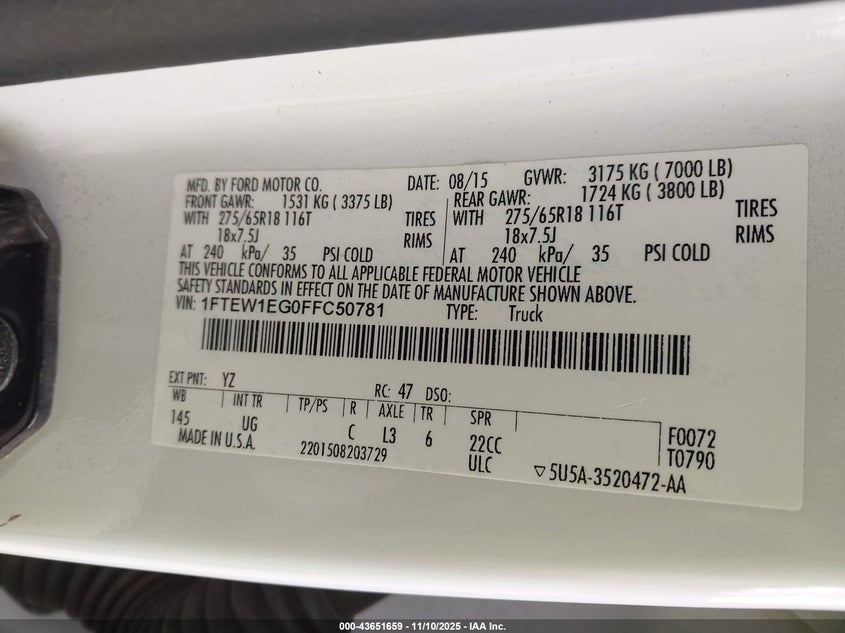 MFD. BY FORD MOTOR CO. DATE: 08/15 GVWR: 3175 KG ( 7000 LB)
FRONT GAWR: 1531 KG ( 3375 LB) REAR GAWR: 1724 KG ( 3800 LB)
WITH 275/65R18 116T TIRES WITH 275/65R18 116T TIRES
18x7.5J RIMS 18x7.5J RIMS
AT 240 kPa/ 35 PSI COLD AT 240 kPa/ 35 PSI COLD
THIS VEHICLE CONFORMS TO ALL APPLICABLE FEDERAL MOTOR VEHICLE
SAFETY STANDARDS IN EFFECT ON THE DATE OF MANUFACTURE SHOWN ABOVE.
VIN: 1FTEW1EG0FFC50781 TYPE: Truck
EXT PNT: YZ RC: 47 DSO:
WB INT TR TP/PS R AXLE TR SPR
145 UG C L3 6 22CC F0072
MADE IN U.S.A. 2201508203729 ULC T0790
▽5U5A-3520472-AA
000-43651659 — 11/10/2025 — IAA Inc.